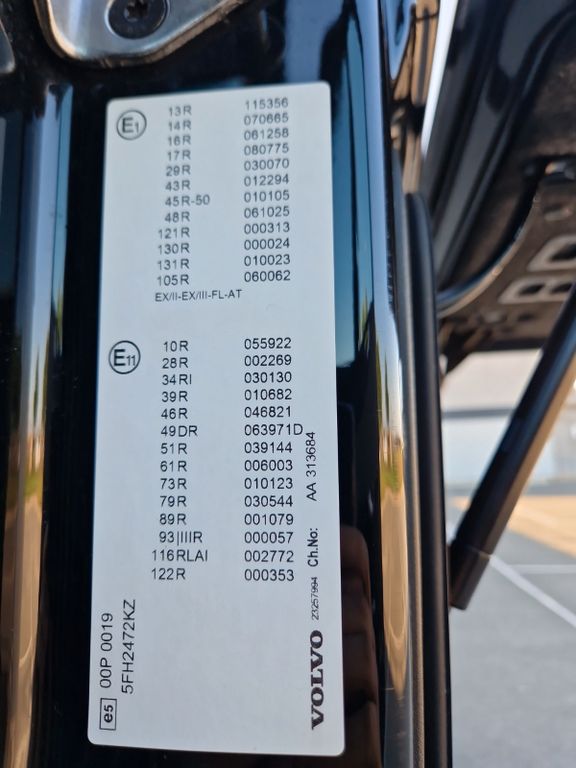 E1
13R 115356
14R 070665
16R 061258
17R 080775
29R 030070
43R 012294
45R-50 010105
48R 061025
121R 000313
130R 000024
131R 010023
105R 060062
EX/II-EX/III-FL-AT
E11
10R 055922
28R 002269
34RI 030130
39R 010682
46R 046821
49DR 063971D
51R 039144
61R 006003
73R 010123
79R 030544
89R 001079
93|IIIR 000057
116RLAI 002772
122R 000353
e5 00P 0019
5FH2472KZ
VOLVO 23257994 Ch.No: AA 313684